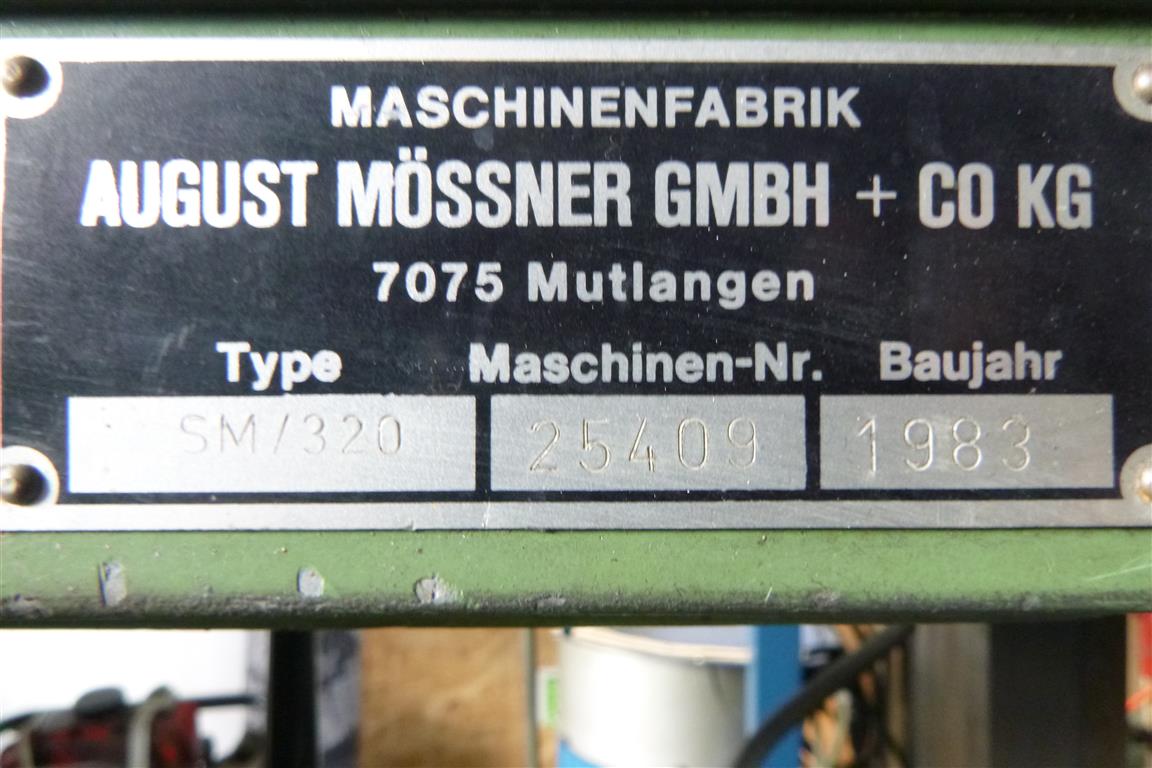 MASCHINENFABRIK
AUGUST MÖSSNER GMBH + CO KG
7075 Mutlangen
Type Maschinen-Nr. Baujahr
SM/320 25409 1983